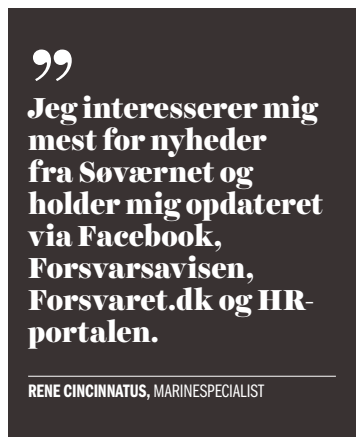 ”
Jeg interesserer mig
mest for nyheder
fra Søværnet og
holder mig opdateret
via Facebook,
Forsvarsavisen,
Forsvaret.dk og HR-
portalen.
RENE CINCINNATUS, MARINESPECIALIST